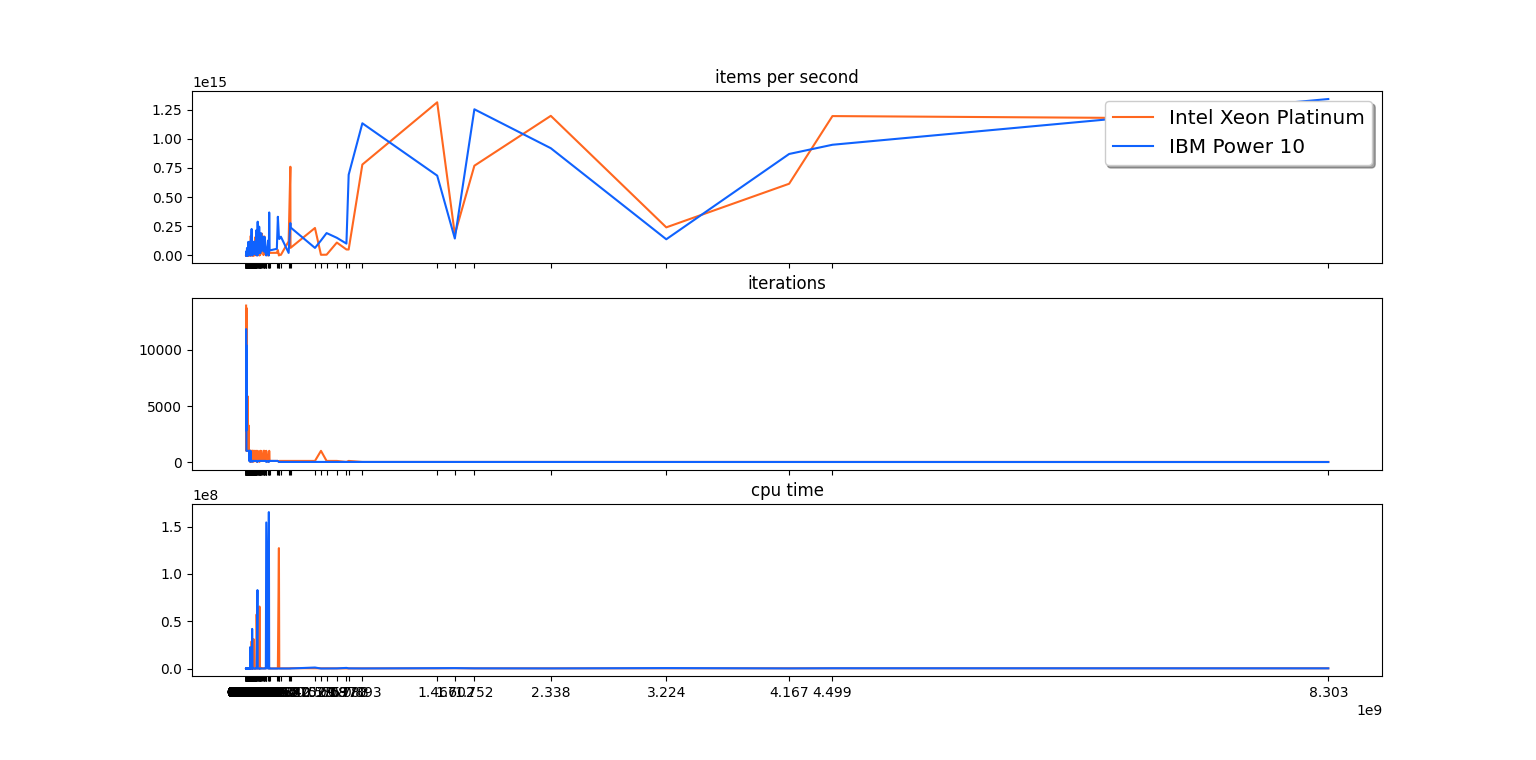 items per second
1e15
1.25
1.00
0.75
0.50
0.25
0.00
Intel Xeon Platinum
IBM Power 10
iterations
10000
5000
0
cpu time
1e8
1.5
1.0
0.5
0.0
2.338 3.224 4.167 4.499 8.303
1e9